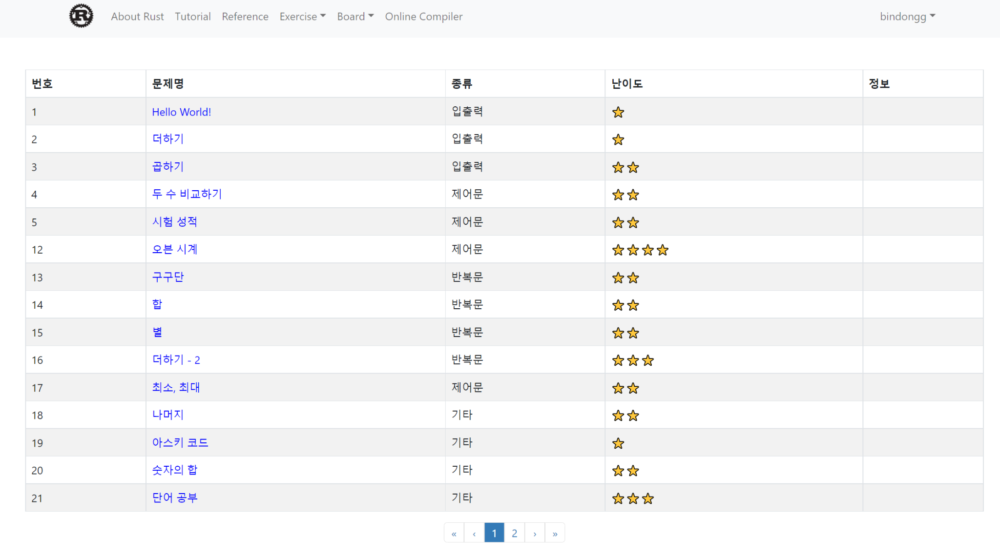 R About Rust Tutorial Reference Exercise Board Online Compiler bindongg
번호 문제명 종류 난이도 정보
1 Hello World! 입출력
2 더하기 입출력
3 곱하기 입출력
4 두 수 비교하기 제어문
5 시험 성적 제어문
12 오븐 시계 제어문
13 구구단 반복문
14 합 반복문
15 별 반복문
16 더하기 - 2 반복문
17 최소, 최대 제어문
18 나머지 기타
19 아스키 코드 기타
20 숫자의 합 기타
21 단어 공부 기타
« ‹ 1 2 › »